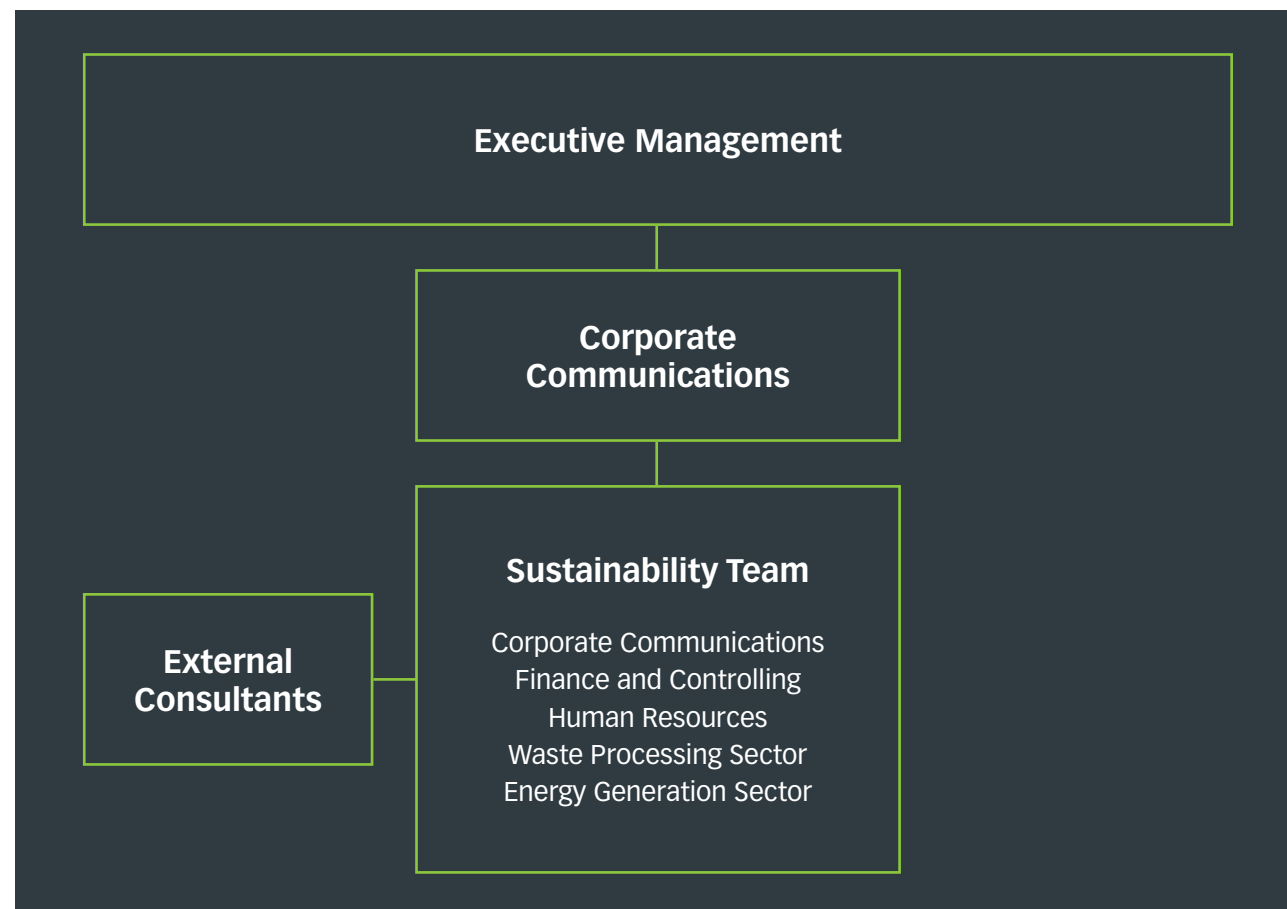 Executive Management
Corporate
Communications
Sustainability Team
Corporate Communications
Finance and Controlling
Human Resources
Waste Processing Sector
Energy Generation Sector
External
Consultants